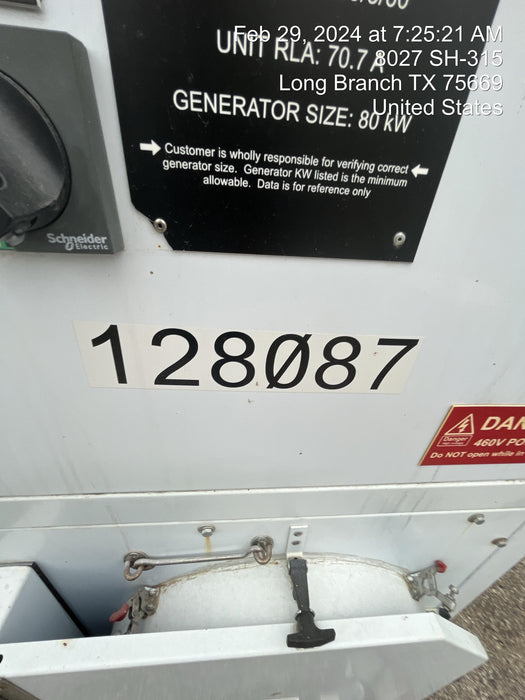 Feb 29, 2024 at 7:25:21 AM
8027 SH-315
Long Branch TX 75669
United States
UNIT RLA: 70.7 A
GENERATOR SIZE: 80 kW
Customer is wholly responsible for verifying correct
generator size. Generator KW listed is the minimum
allowable. Data is for reference only
Schneider
Electric
128Ø87
Danger
460V
Do NOT open while in